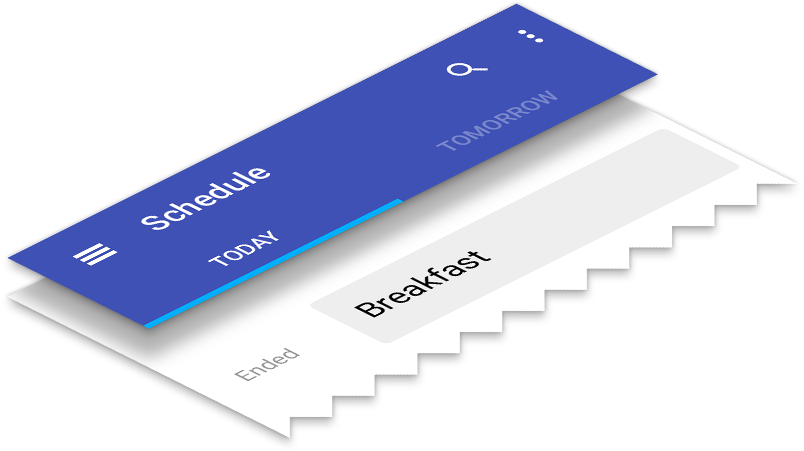 Schedule
TODAY
TOMORROW
Ended
Breakfast